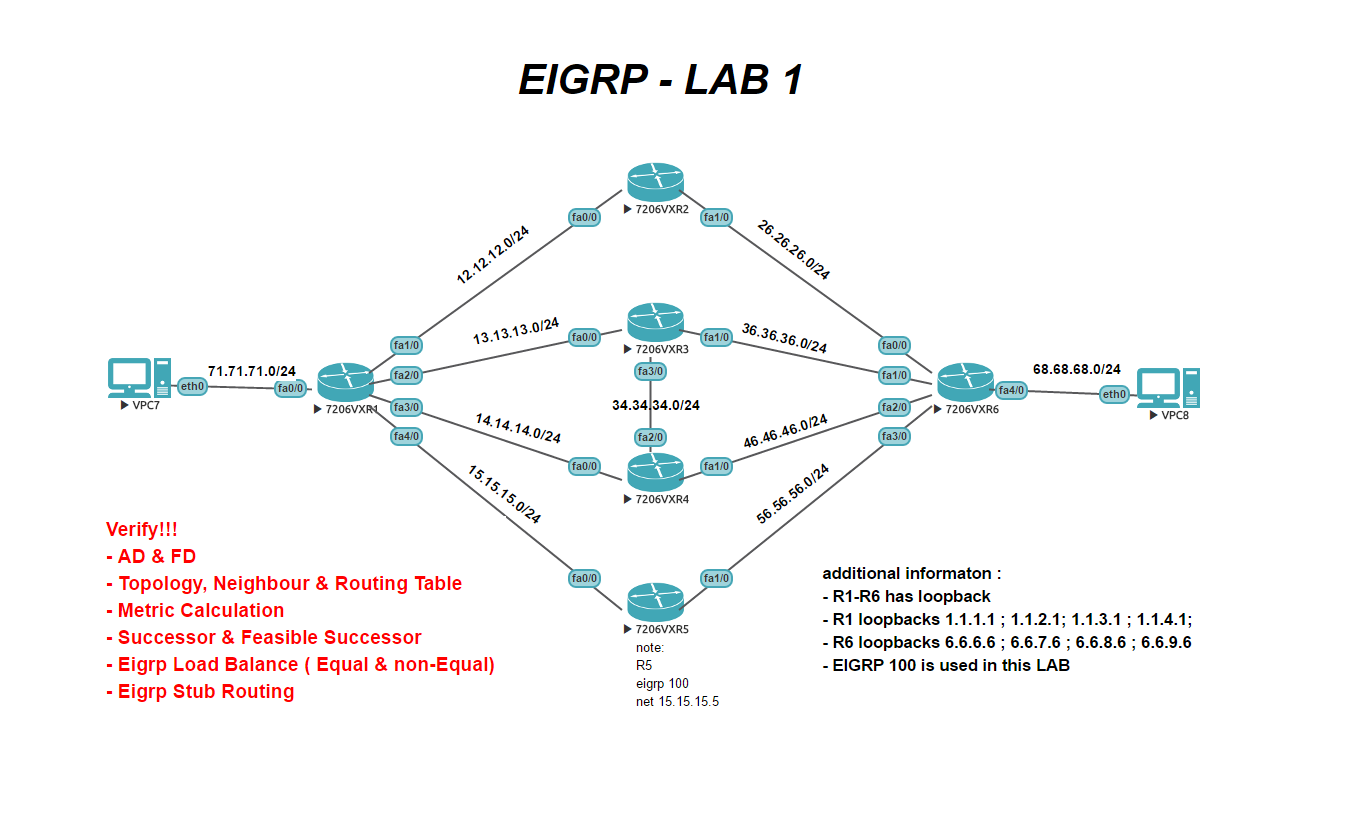 EIGRP - LAB 1
7206VXR2
fa0/0
fa1/0
12.12.12.0/24
26.26.26.0/24
7206VXR3
fa0/0
fa1/0
fa3/0
13.13.13.0/24
36.36.36.0/24
fa1/0
fa2/0
fa3/0
fa4/0
71.71.71.0/24
eth0
fa0/0
VPC7
7206VXR1
34.34.34.0/24
fa0/0
fa1/0
fa2/0
fa3/0
7206VXR6
fa4/0
68.68.68.0/24
eth0
VPC8
14.14.14.0/24
46.46.46.0/24
fa2/0
fa0/0
fa1/0
7206VXR4
15.15.15.0/24
56.56.56.0/24
fa0/0
fa1/0
7206VXR5
note:
R5
eigrp 100
net 15.15.15.5
Verify!!!
- AD & FD
- Topology, Neighbour & Routing Table
- Metric Calculation
- Successor & Feasible Successor
- Eigrp Load Balance ( Equal & non-Equal)
- Eigrp Stub Routing
additional informaton :
- R1-R6 has loopback
- R1 loopbacks 1.1.1.1 ; 1.1.2.1; 1.1.3.1 ; 1.1.4.1;
- R6 loopbacks 6.6.6.6 ; 6.6.7.6 ; 6.6.8.6 ; 6.6.9.6
- EIGRP 100 is used in this LAB